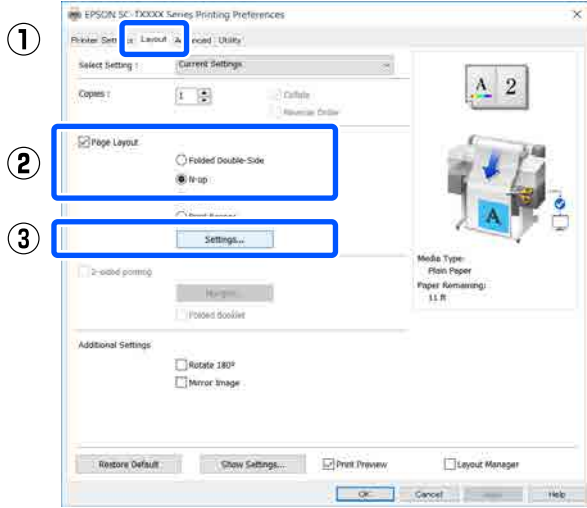 EPSON SC-TXXXX Series Printing Preferences
①
Printer Layout Utility
Select Setting : Current Settings
Copies : 1 Collate
Reverse Order
②
Page Layout
Folded Double-Side
N-up
③
Settings...
2-sided printing
Folded Booklet
Additional Settings
Rotate 180°
Mirror Image
A 2
A
Media Type:
Plain Paper
Paper Remaining:
11 ft
Restore Default Show Settings... Print Preview Layout Manager
OK Cancel Help